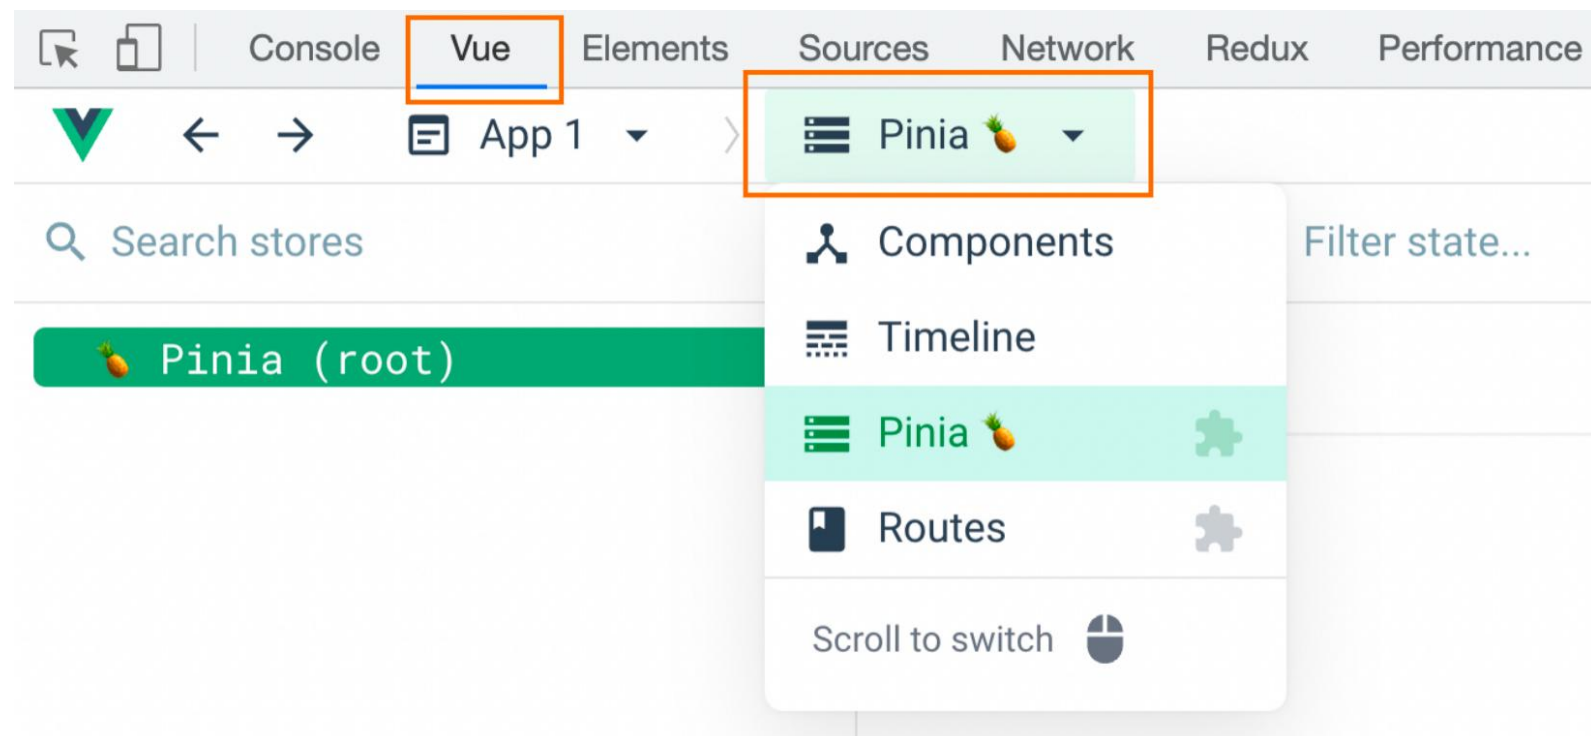 Console Vue Elements Sources Network Redux Performance
App 1 Pinia 🍍
Search stores
Filter state...
🍍 Pinia (root)
Components
Timeline
Pinia 🍍
Routes
Scroll to switch